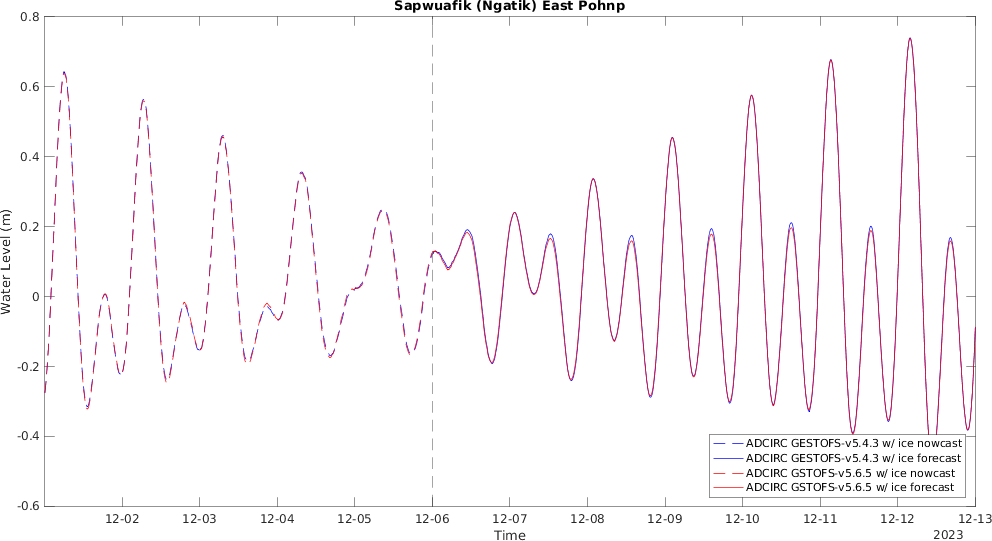 Sapwuafik (Ngatik) East Pohnp
0.8
0.6
0.4
0.2
0
-0.2
-0.4
-0.6
Water Level (m)
ADCIRC GESTOFS-v5.4.3 w/ ice nowcast
ADCIRC GESTOFS-v5.4.3 w/ ice forecast
ADCIRC GSTOFS-v5.6.5 w/ ice nowcast
ADCIRC GSTOFS-v5.6.5 w/ ice forecast
12-02 12-03 12-04 12-05 12-06 12-07 12-08 12-09 12-10 12-11 12-12 12-13
Time
2023